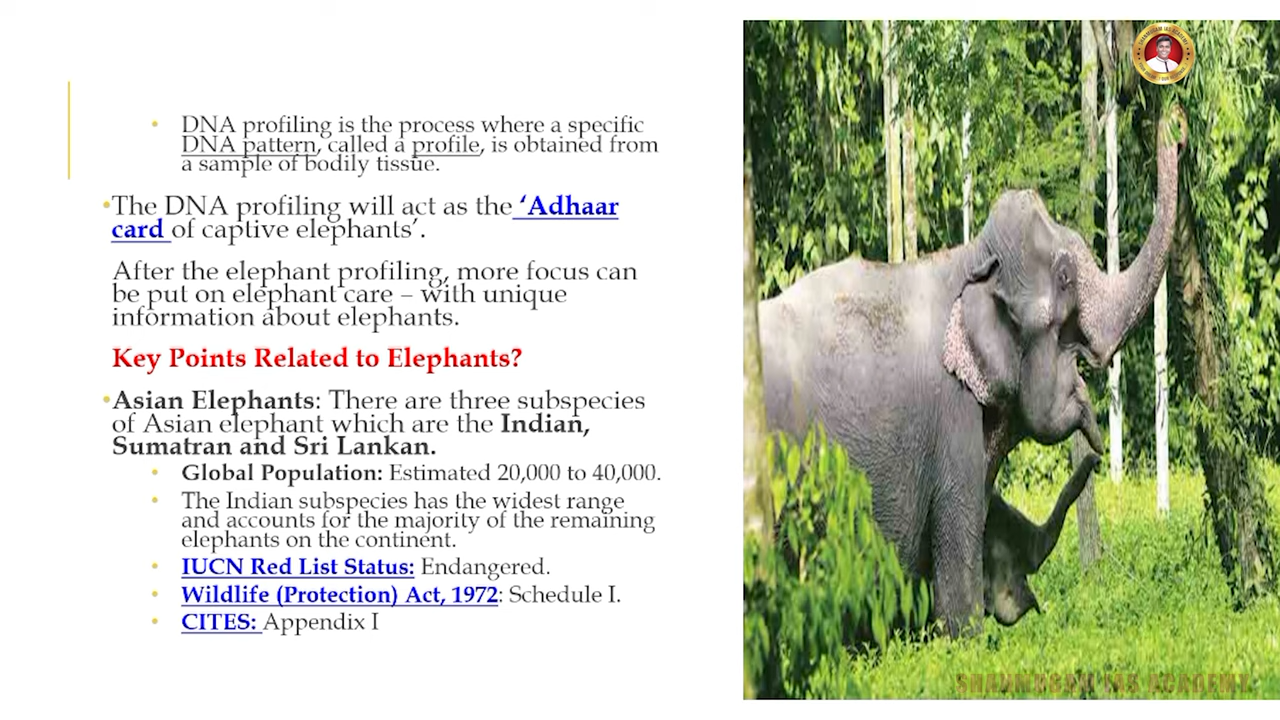 • DNA profiling is the process where a specific
DNA pattern, called a profile, is obtained from
a sample of bodily tissue.
•The DNA profiling will act as the ‘Adhaar
card of captive elephants’.
After the elephant profiling, more focus can
be put on elephant care – with unique
information about elephants.
Key Points Related to Elephants?
•Asian Elephants: There are three subspecies
of Asian elephant which are the Indian,
Sumatran and Sri Lankan.
• Global Population: Estimated 20,000 to 40,000.
• The Indian subspecies has the widest range
and accounts for the majority of the remaining
elephants on the continent.
• IUCN Red List Status: Endangered.
• Wildlife (Protection) Act, 1972: Schedule I.
• CITES: Appendix I
SHANMUGAM IAS ACADEMY